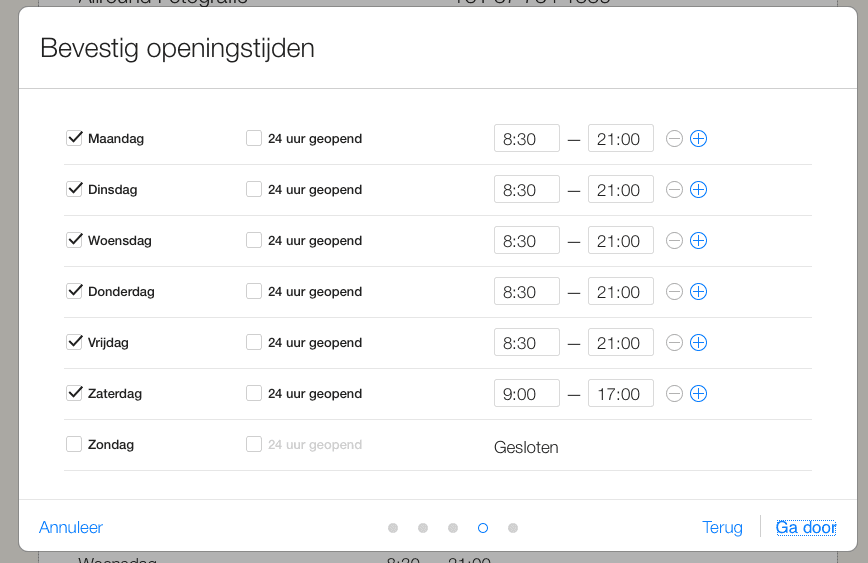 Bevestig openingstijden
Maandag 24 uur geopend 8:30 — 21:00
Dinsdag 24 uur geopend 8:30 — 21:00
Woensdag 24 uur geopend 8:30 — 21:00
Donderdag 24 uur geopend 8:30 — 21:00
Vrijdag 24 uur geopend 8:30 — 21:00
Zaterdag 24 uur geopend 9:00 — 17:00
Zondag 24 uur geopend Gesloten
Annuleer Terug Ga door